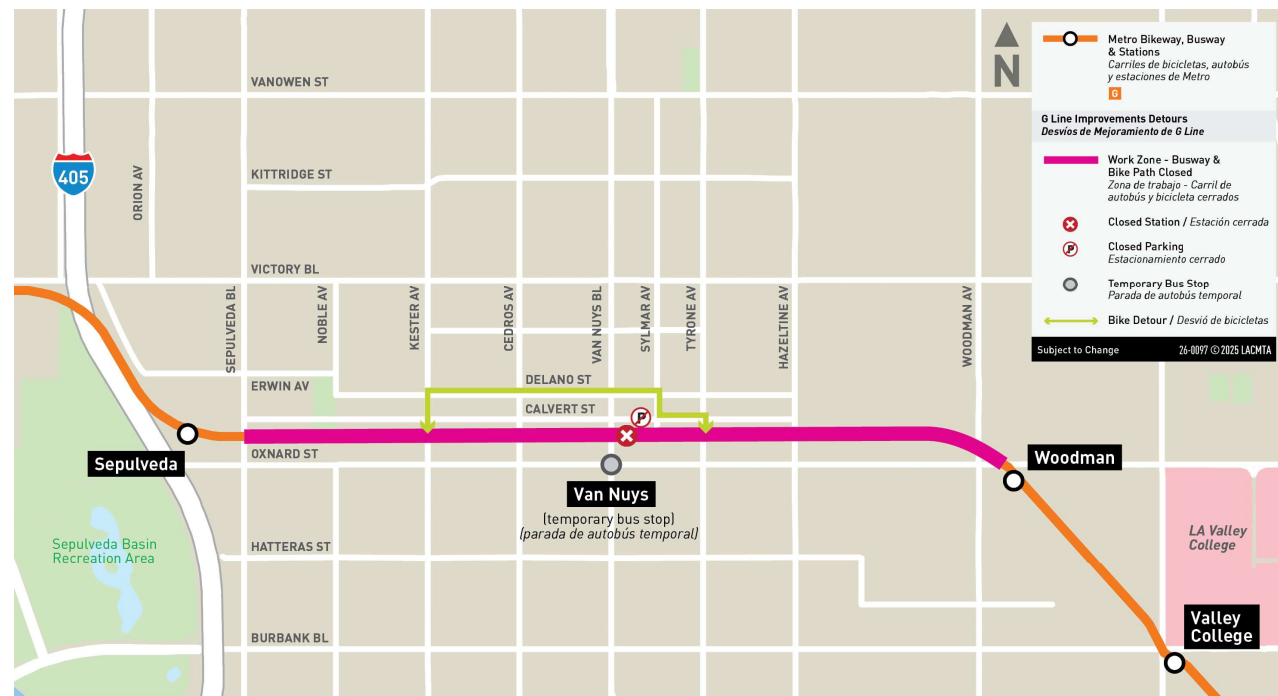 VANOWEN ST
KITTRIDGE ST
405
ORION AV
VICTORY BL
SEPULVEDA BL
NOBLE AV
KESTER AV
CEDROS AV
VAN NUYS BL
SYLMAR AV
TYRONE AV
HAZELTINE AV
WOODMAN AV
ERWIN AV
DELANO ST
CALVERT ST
P
OXNARD ST
Sepulveda
Woodman
Van Nuys
(temporary bus stop)
(parada de autobús temporal)
Sepulveda Basin
Recreation Area
HATTERAS ST
BURBANK BL
LA Valley
College
Valley
College
N
Metro Bikeway, Busway
& Stations
Carriles de bicicletas, autobús
y estaciones de Metro
G
G Line Improvements Detours
Desvíos de Mejoramiento de G Line
Work Zone - Busway &
Bike Path Closed
Zona de trabajo - Carril de
autobús y bicicleta cerrados
Closed Station / Estación cerrada
P
Closed Parking
Estacionamiento cerrado
Temporary Bus Stop
Parada de autobús temporal
Bike Detour / Desvió de bicicletas
Subject to Change
26-0097 © 2025 LACMTA